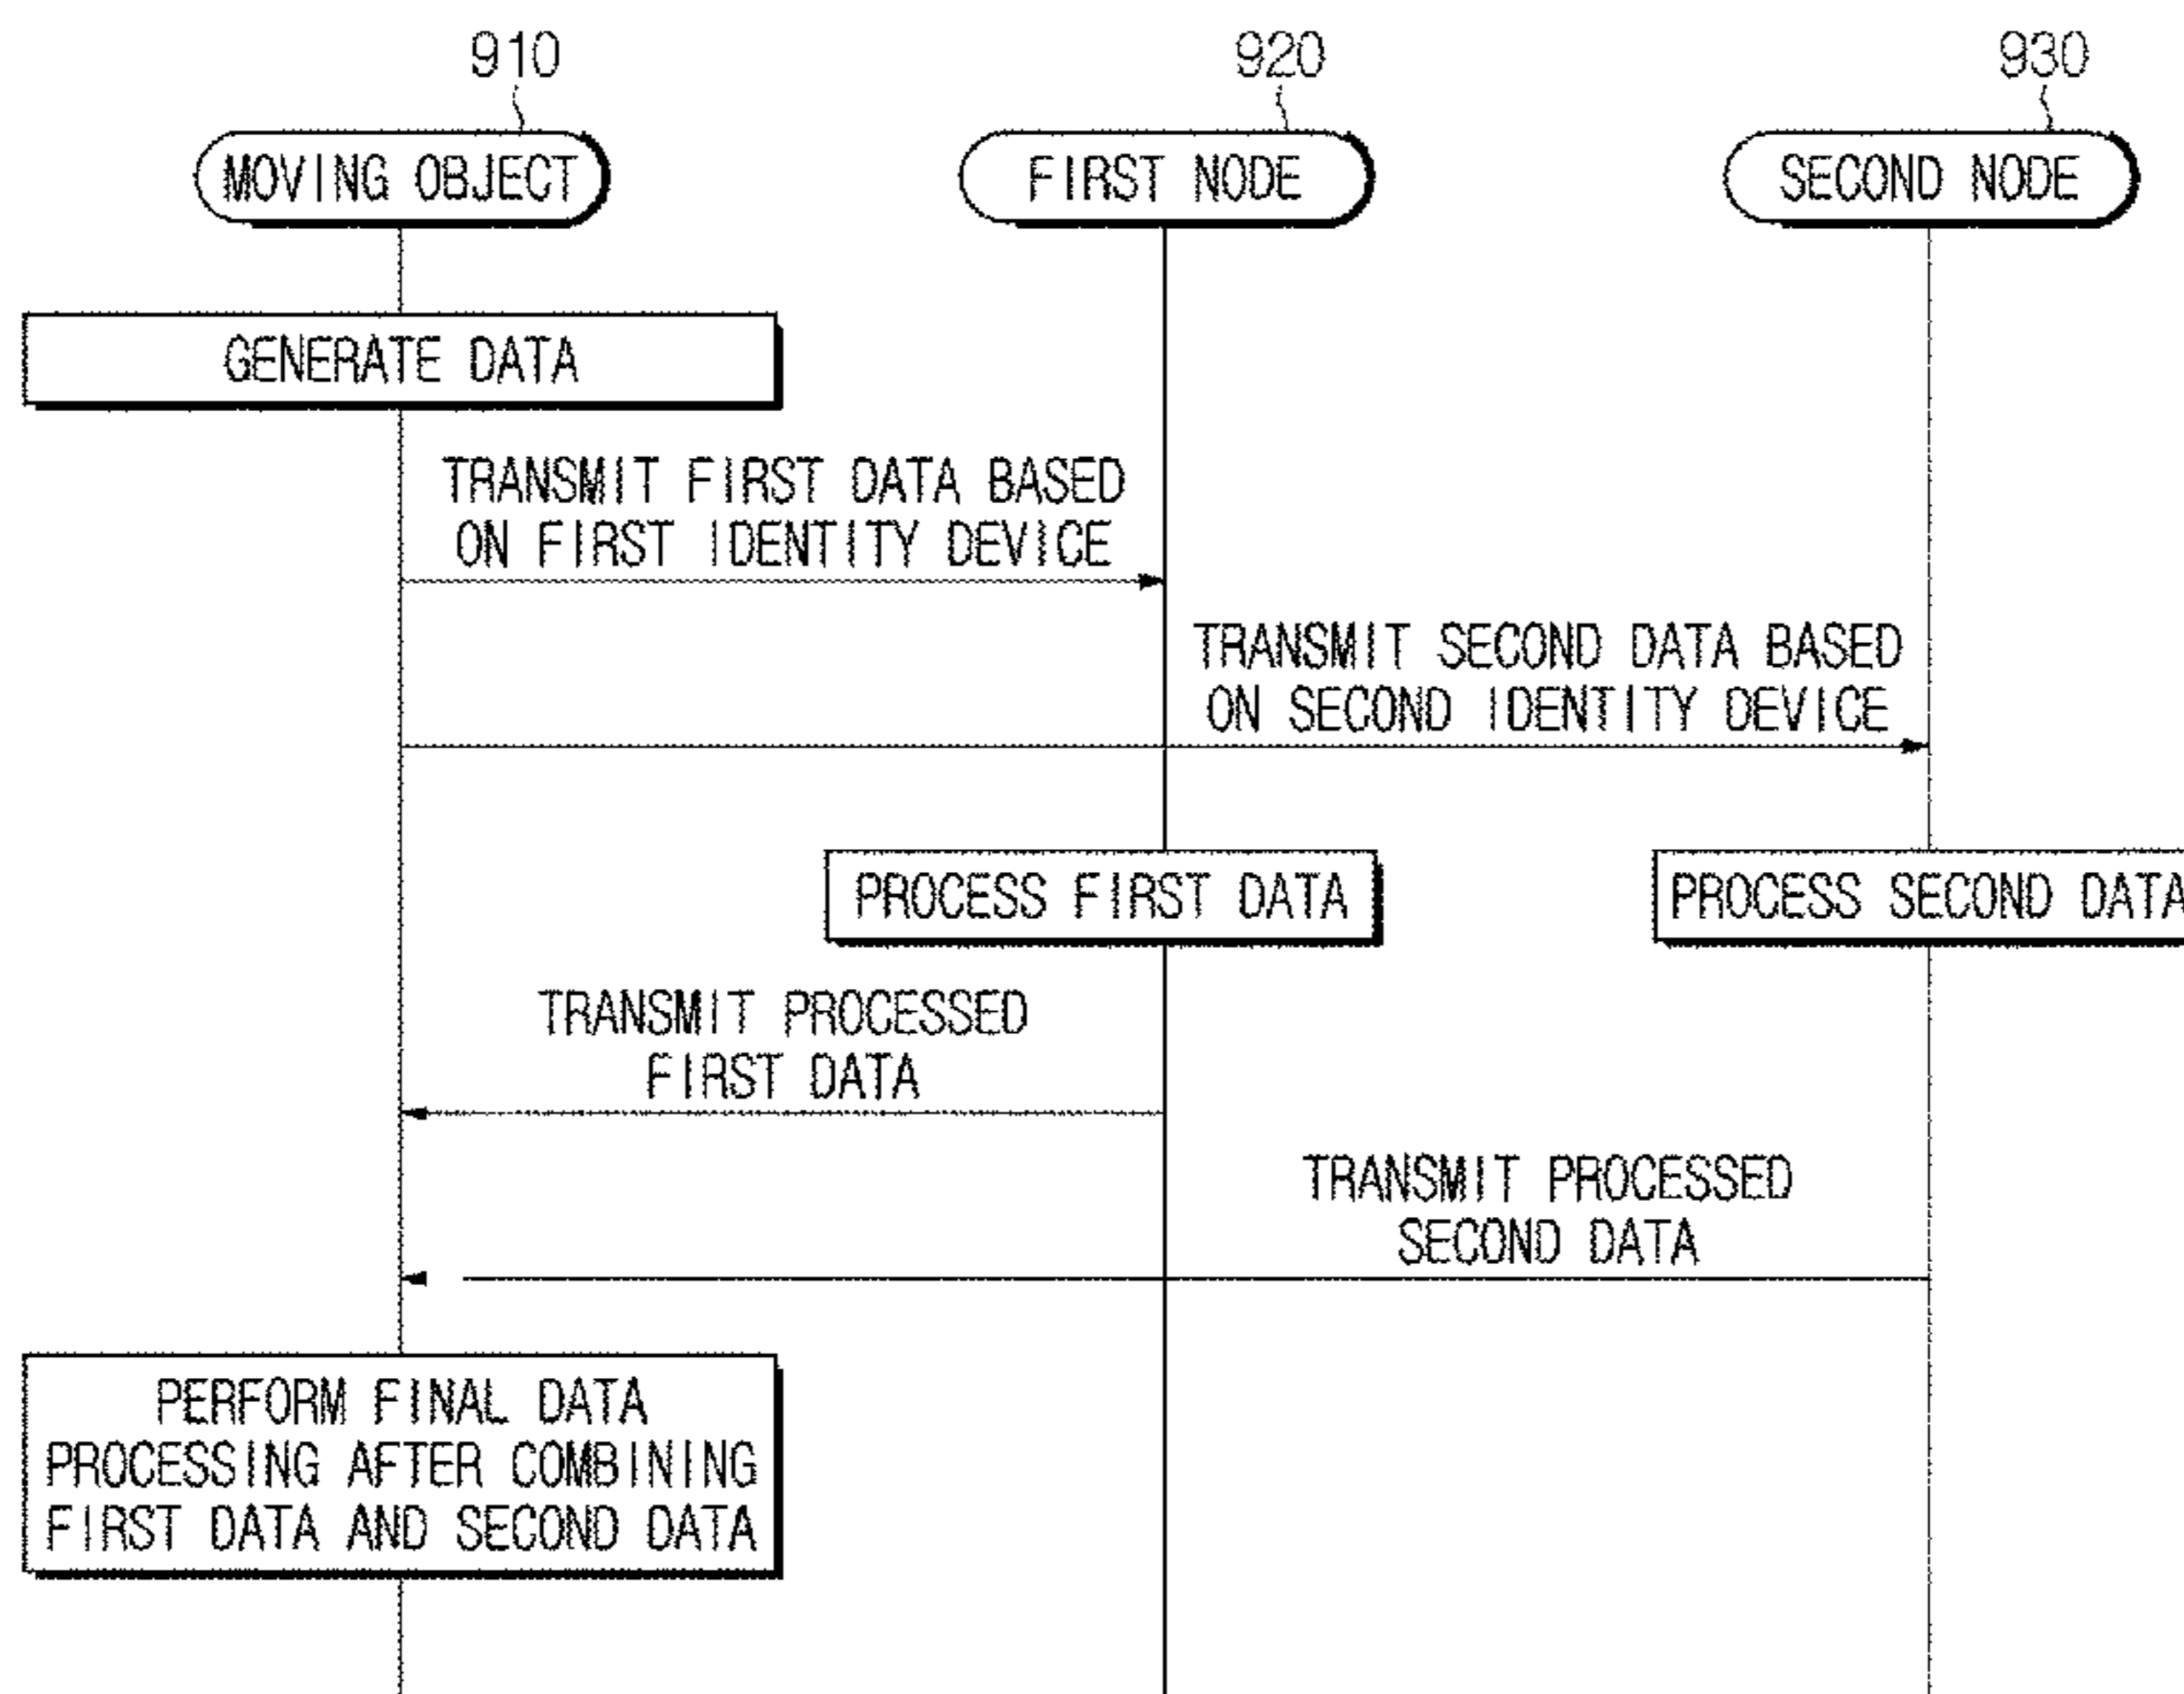 910
920
930
MOVING OBJECT
FIRST NODE
SECOND NODE
GENERATE DATA
TRANSMIT FIRST DATA BASED
ON FIRST IDENTITY DEVICE
TRANSMIT SECOND DATA BASED
ON SECOND IDENTITY DEVICE
PROCESS FIRST DATA
PROCESS SECOND DATA
TRANSMIT PROCESSED
FIRST DATA
TRANSMIT PROCESSED
SECOND DATA
PERFORM FINAL DATA
PROCESSING AFTER COMBINING
FIRST DATA AND SECOND DATA